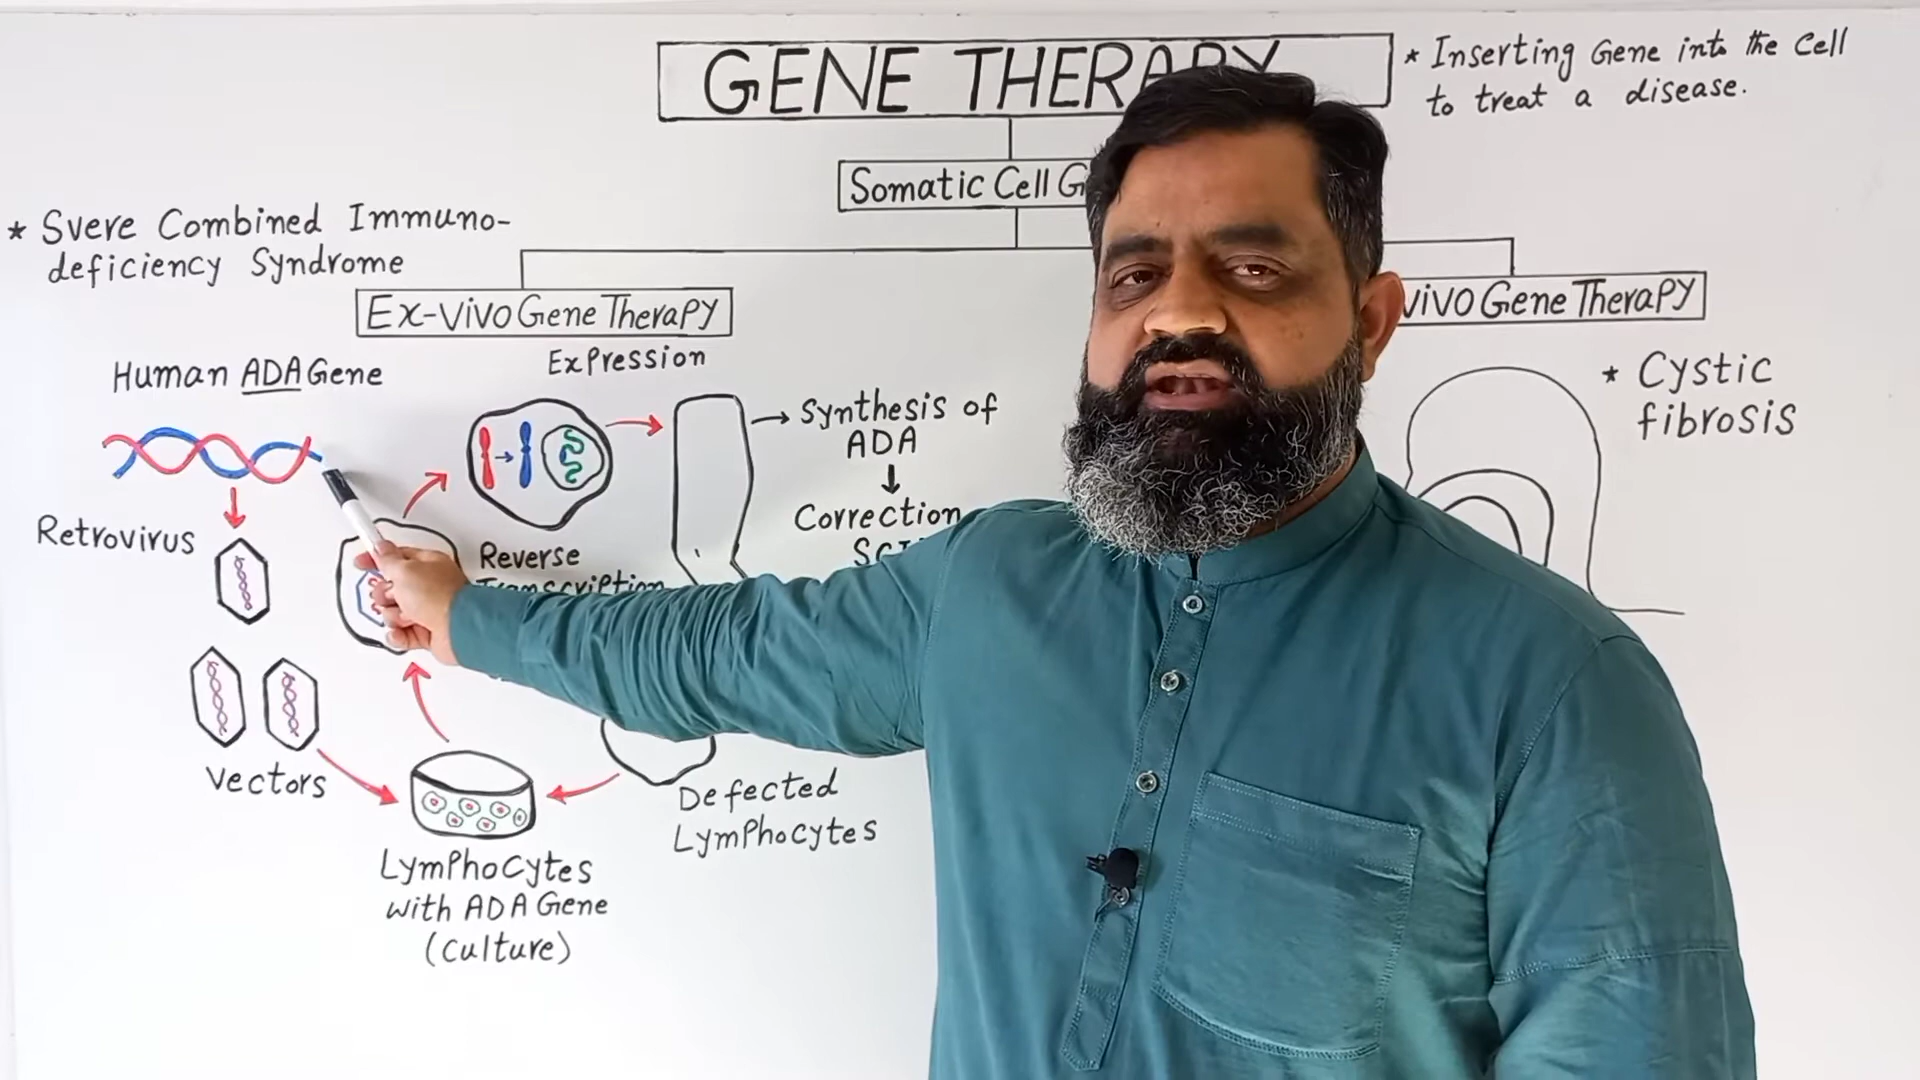 GENE THERAPY
* Inserting Gene into the Cell
to treat a disease.
Somatic Cell
* Svere Combined Immuno-
deficiency Syndrome
Ex-Vivo Gene Therapy
vivo Gene Therapy
Human ADA Gene
Expression
Synthesis of
ADA
Correction
* Cystic
fibrosis
Retrovirus
Reverse
Transcription
Vectors
Defected
Lymphocytes
Lymphocytes
with ADA Gene
(culture)